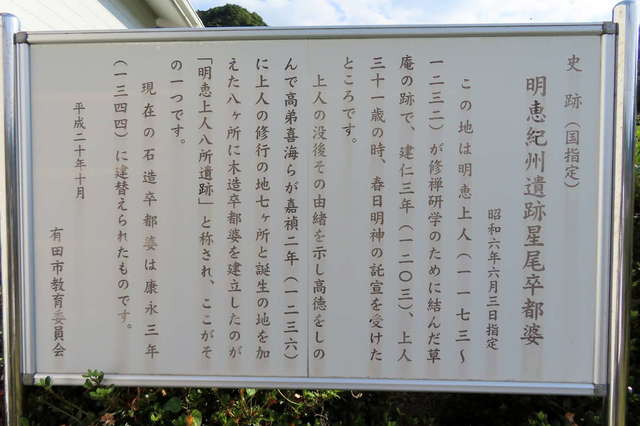 史跡(国指定)
明恵紀州遺跡星尾卒都婆
昭和六年六月三日指定
この地は明恵上人(一一七三〜
一二三二)が修禅研学のために結んだ草
庵の跡で、建仁三年(一二〇三)、上人
三十一歳の時、春日明神の託宣を受けた
ところです。
上人の没後その由緒を示し高徳をしの
んで高弟喜海らが嘉禎二年(一二三六)
に上人の修行の地七ヶ所と誕生の地を加
えた八ヶ所に木造卒都婆を建立したのが
「明恵上人八所遺跡」と称され、ここがそ
の一つです。
現在の石造卒都婆は康永三年
(一三四四)に建替えられたものです。
平成二十年十月
有田市教育委員会